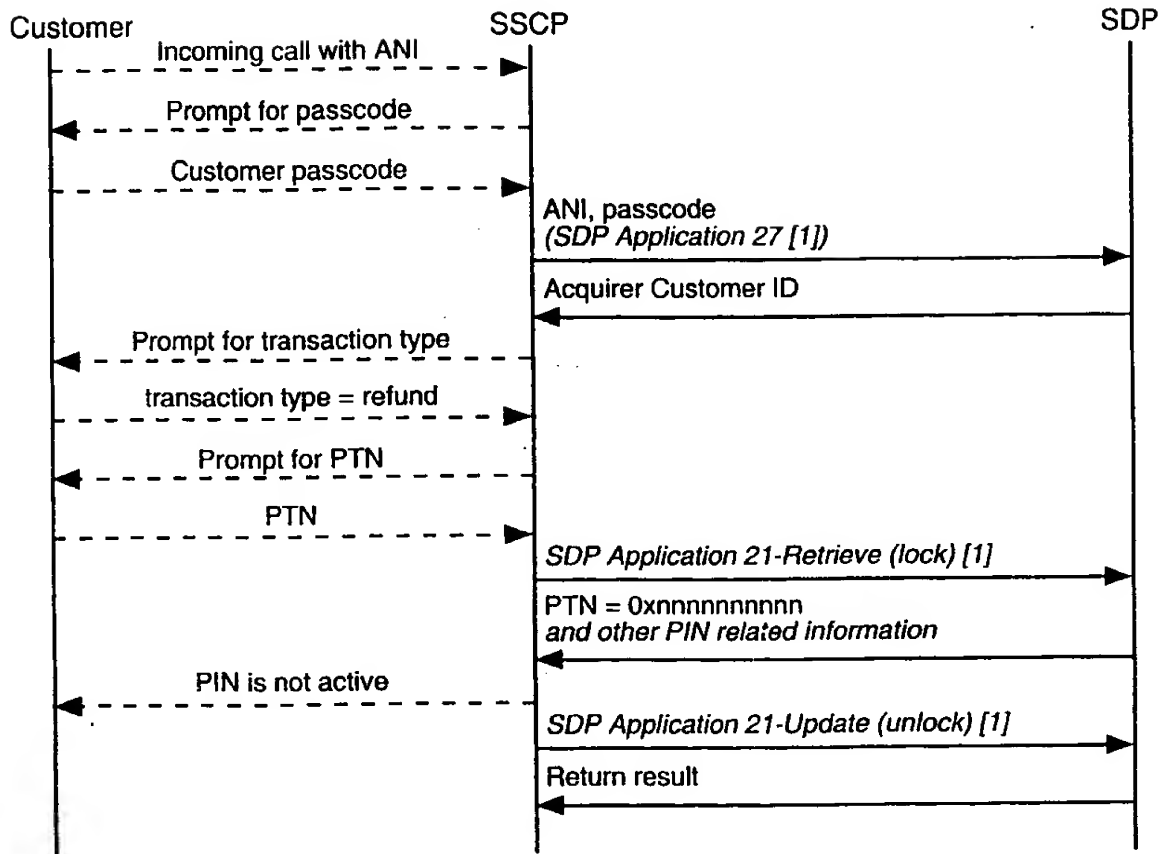 Customer
SSCP
SDP
Incoming call with ANI
Prompt for passcode
Customer passcode
ANI, passcode
(SDP Application 27 [1])
Acquirer Customer ID
Prompt for transaction type
transaction type = refund
Prompt for PTN
PTN
SDP Application 21-Retrieve (lock) [1]
PTN = 0xnnnnnnnnnn
and other PIN related information
PIN is not active
SDP Application 21-Update (unlock) [1]
Return result